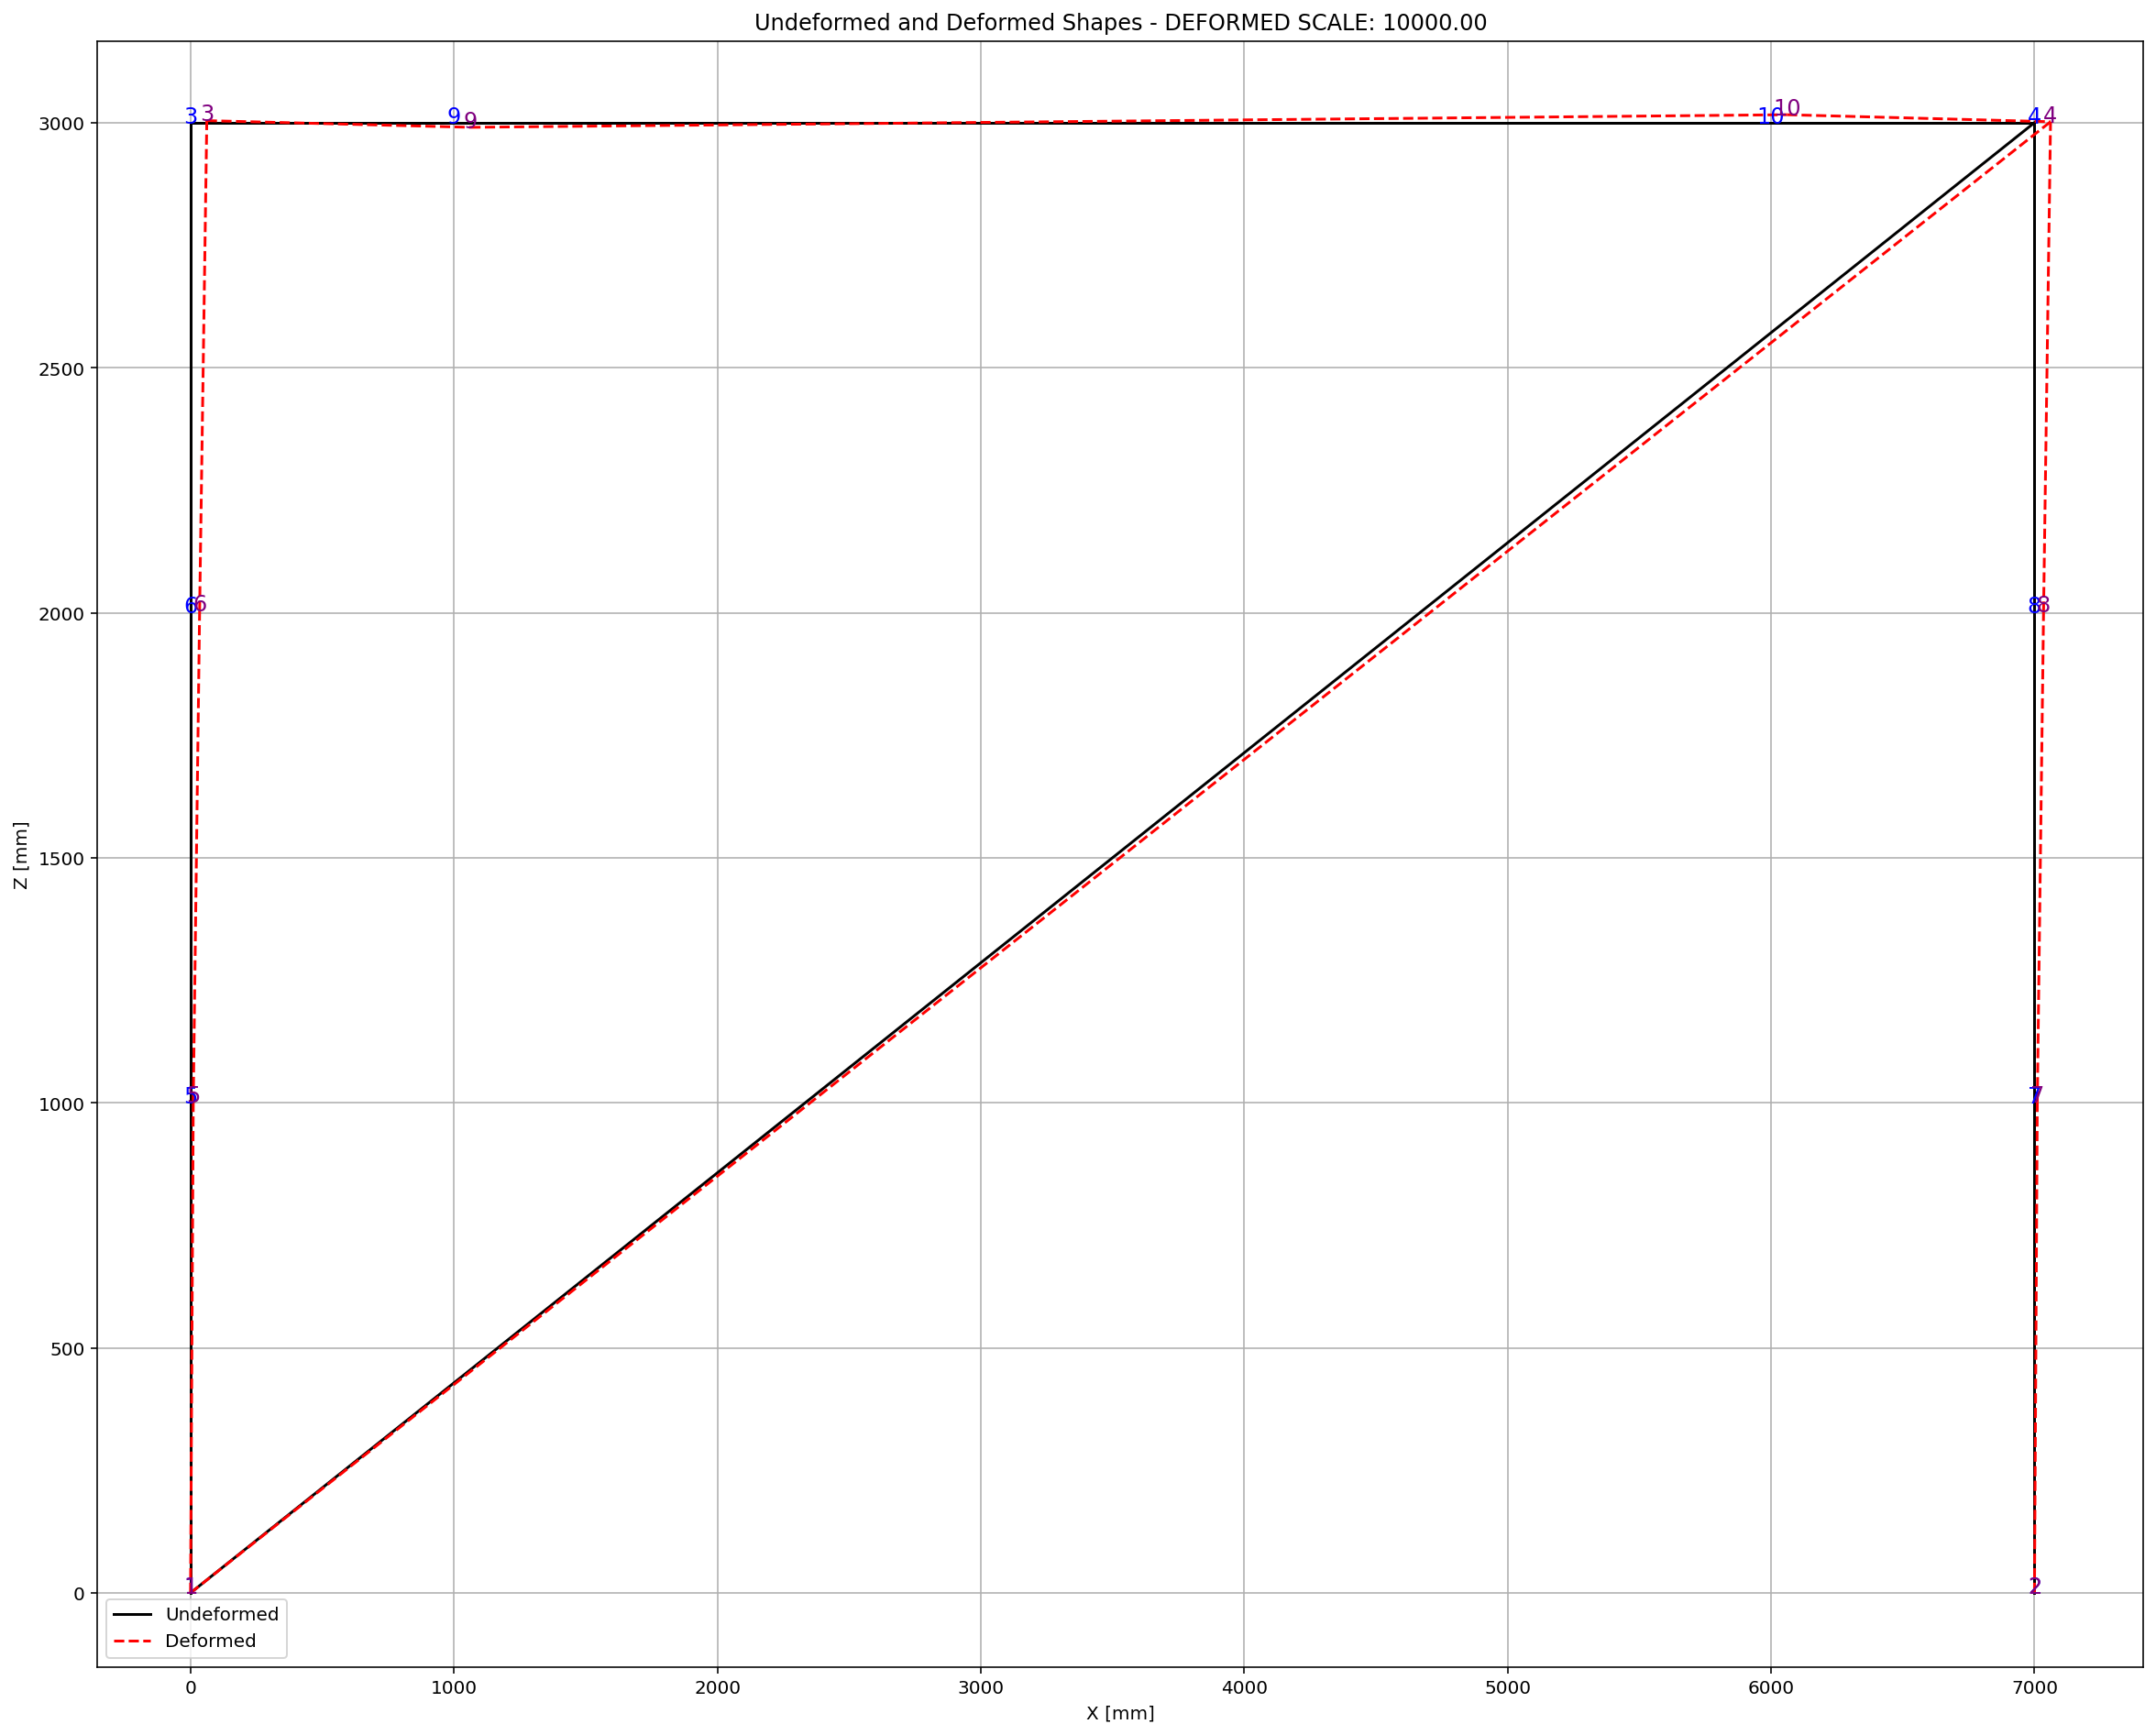 Undeformed and Deformed Shapes - DEFORMED SCALE: 10000.00
3 3 9 9 10 10 4 4
3000
2500
6 6 8 8
2000
1500
5 5 7 7
1000
500
1 2
0
Z [mm]
Undeformed
Deformed
0 1000 2000 3000 4000 5000 6000 7000
X [mm]